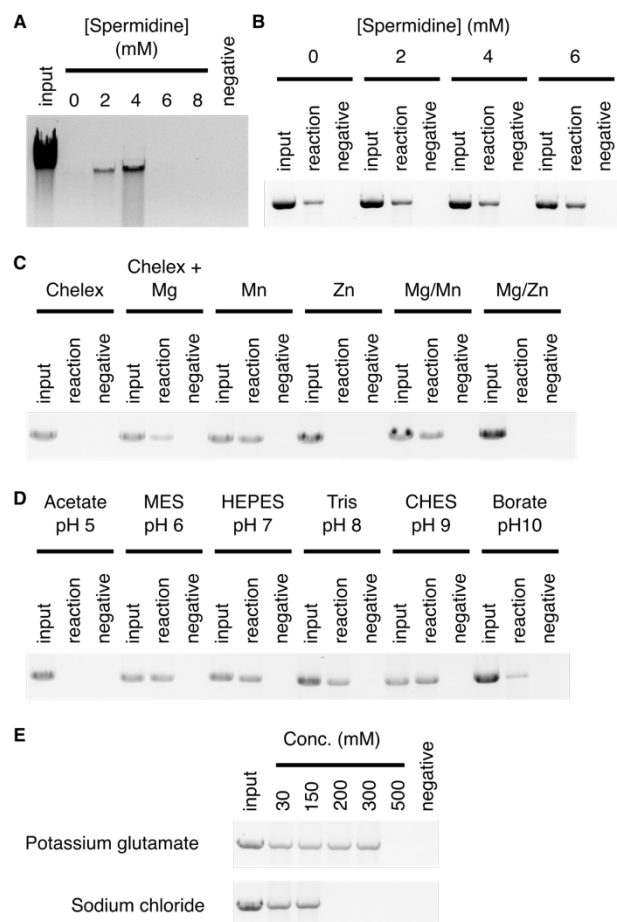 A
[Spermidine]
(mM)
input
0 2 4 6 8
negative
B
[Spermidine] (mM)
0 2 4 6
input reaction negative input reaction negative input reaction negative input reaction negative
C
Chelex
Chelex +
Mg
Mn Zn Mg/Mn Mg/Zn
input reaction negative input reaction negative input reaction negative input reaction negative input reaction negative input reaction negative
D
Acetate MES HEPES Tris CHES Borate
pH 5 pH 6 pH 7 pH 8 pH 9 pH10
input reaction negative input reaction negative input reaction negative input reaction negative input reaction negative input reaction negative
E
Conc. (mM)
input 30 150 200 300 500 negative
Potassium glutamate
Sodium chloride